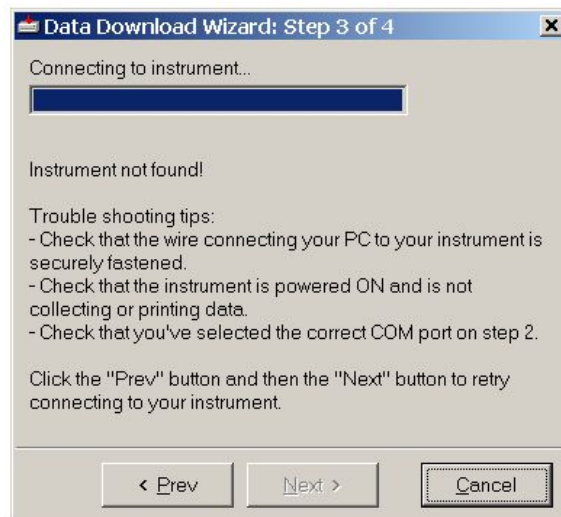 Data Download Wizard: Step 3 of 4
Connecting to instrument...
Instrument not found!
Trouble shooting tips:
- Check that the wire connecting your PC to your instrument is
securely fastened.
- Check that the instrument is powered ON and is not
collecting or printing data.
- Check that you've selected the correct COM port on step 2.
Click the "Prev" button and then the "Next" button to retry
connecting to your instrument.
< Prev
Next >
Cancel